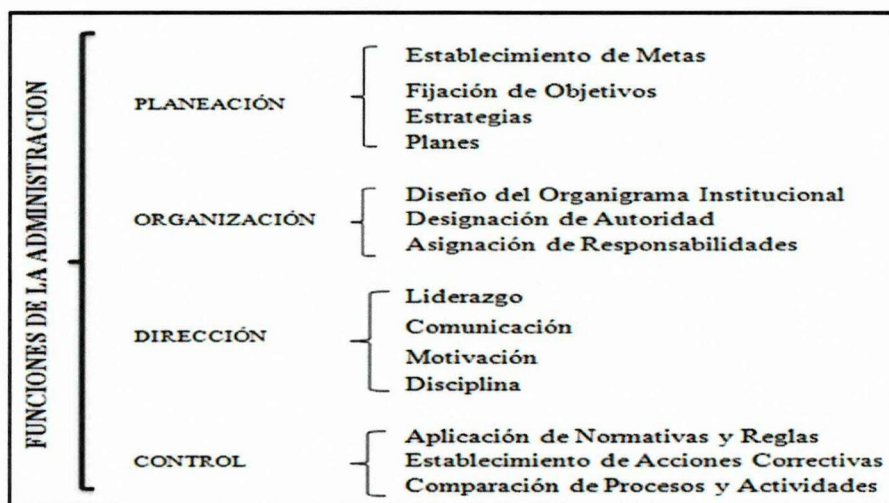 FUNCIONES DE LA ADMINISTRACION
PLANEACIÓN
Establecimiento de Metas
Fijación de Objetivos
Estrategias
Planes
ORGANIZACIÓN
Diseño del Organigrama Institucional
Designación de Autoridad
Asignación de Responsabilidades
DIRECCIÓN
Liderazgo
Comunicación
Motivación
Disciplina
CONTROL
Aplicación de Normativas y Reglas
Establecimiento de Acciones Correctivas
Comparación de Procesos y Actividades